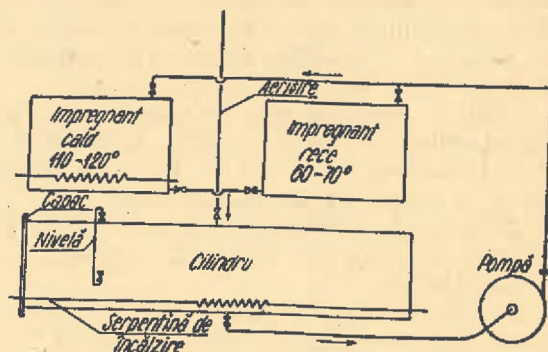 Aerisire
Impregnant
cald
110-120°
Impregnant
rece
60-70°
Capac
Nivelă
Cilindru
Pompă
Serpentină de
încălzire